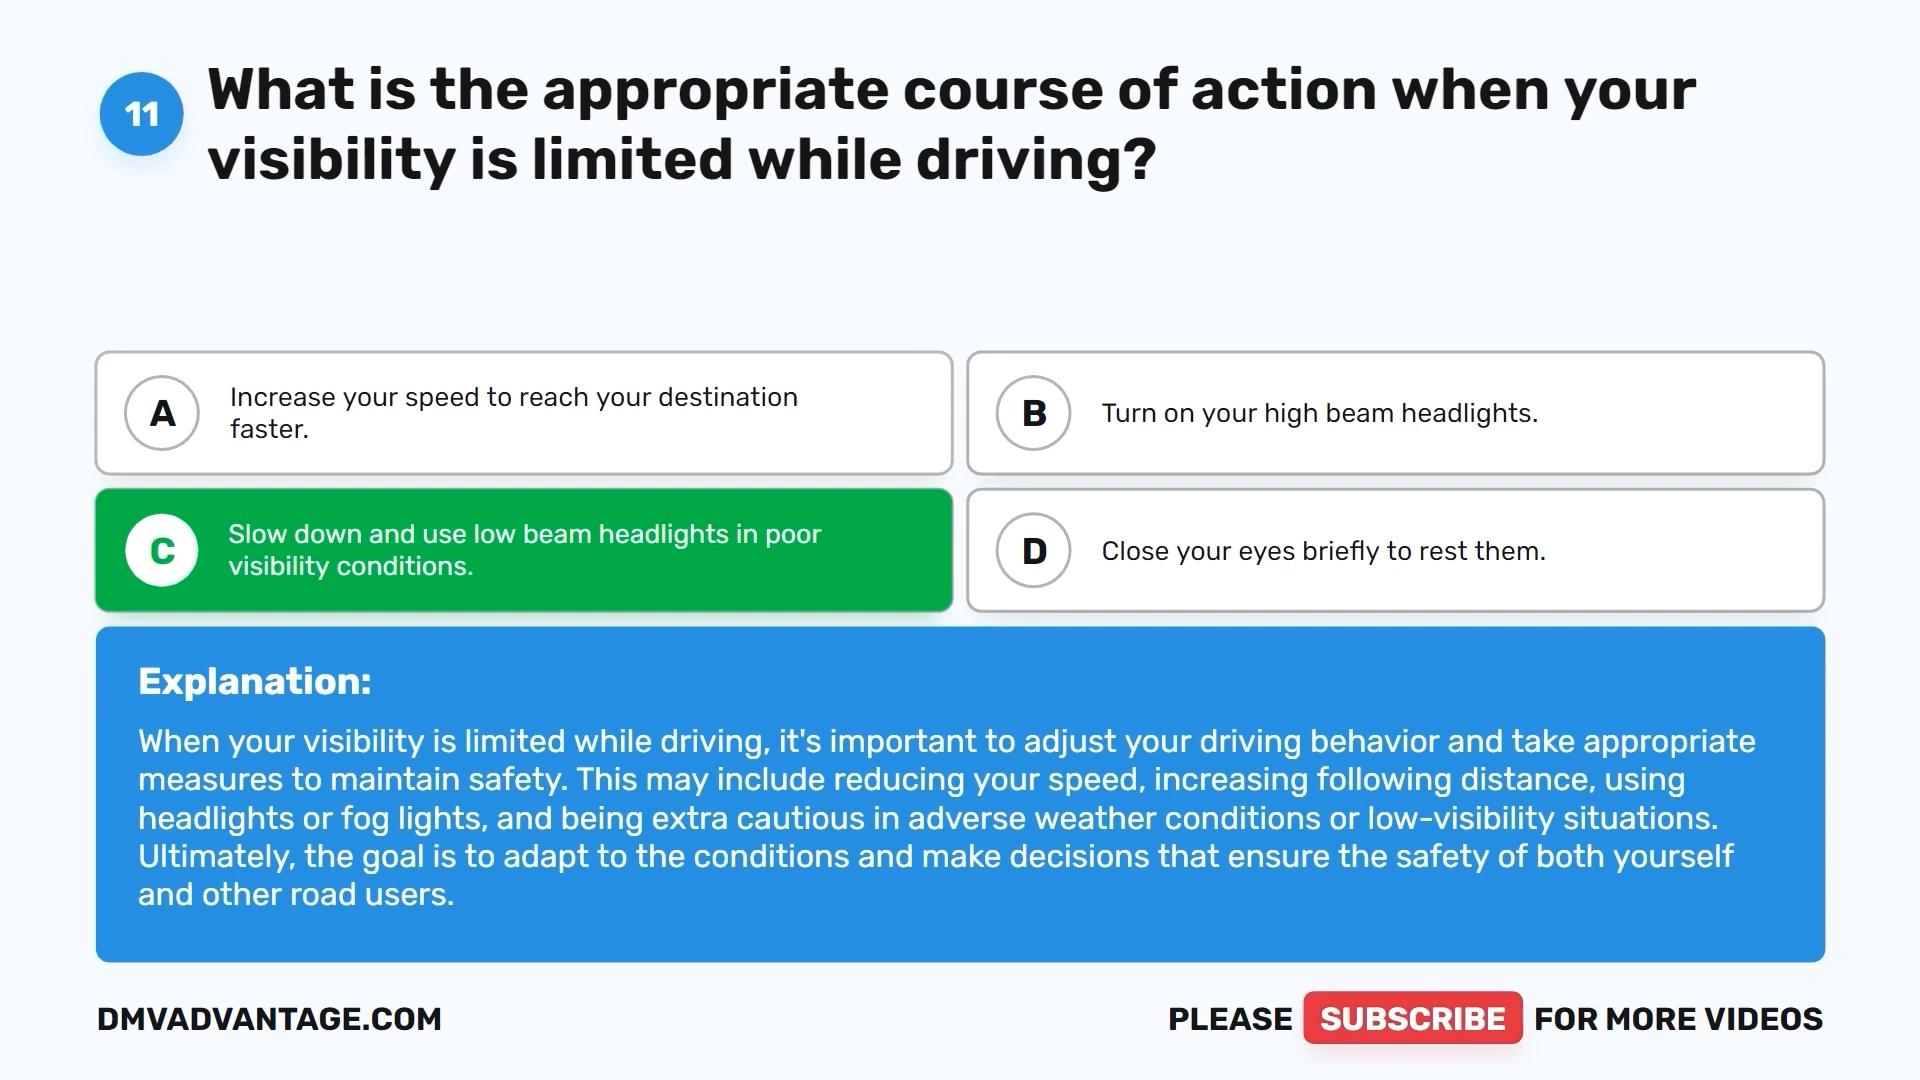 11
What is the appropriate course of action when your
visibility is limited while driving?
A
Increase your speed to reach your destination
faster.
B
Turn on your high beam headlights.
C
Slow down and use low beam headlights in poor
visibility conditions.
D
Close your eyes briefly to rest them.
Explanation:
When your visibility is limited while driving, it's important to adjust your driving behavior and take appropriate
measures to maintain safety. This may include reducing your speed, increasing following distance, using
headlights or fog lights, and being extra cautious in adverse weather conditions or low-visibility situations.
Ultimately, the goal is to adapt to the conditions and make decisions that ensure the safety of both yourself
and other road users.
DMVADVANTAGE.COM
PLEASE SUBSCRIBE FOR MORE VIDEOS